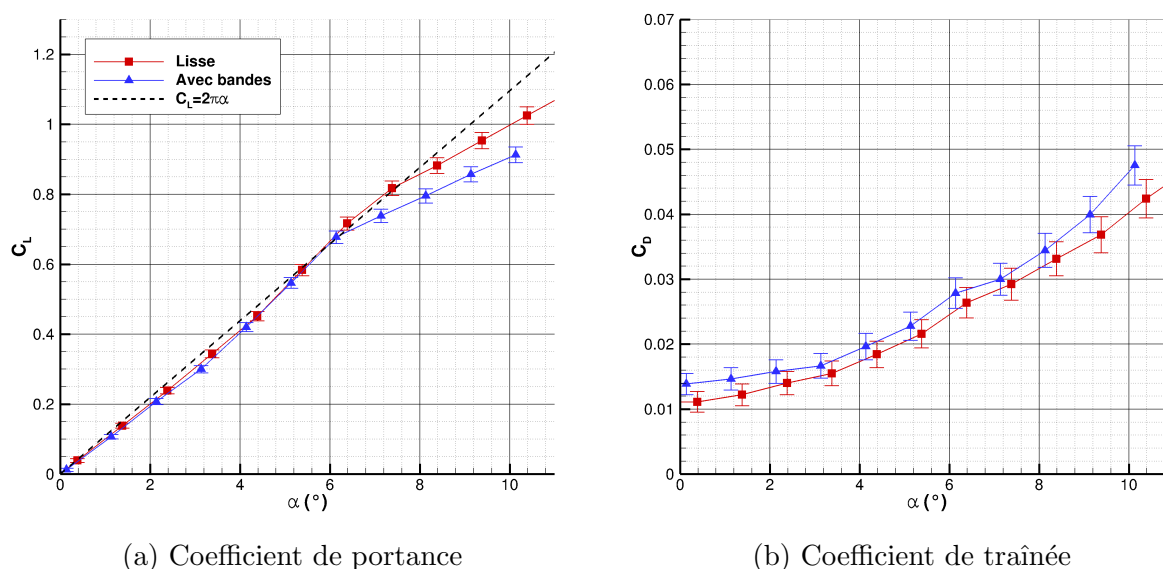 C_L
1.2
1
0.8
0.6
0.4
0.2
0
Lisse
Avec bandes
C_L=2πα
0 2 4 6 8 10
α (°)
(a) Coefficient de portance
C_D
0.07
0.06
0.05
0.04
0.03
0.02
0.01
0
0 2 4 6 8 10
α (°)
(b) Coefficient de traînée